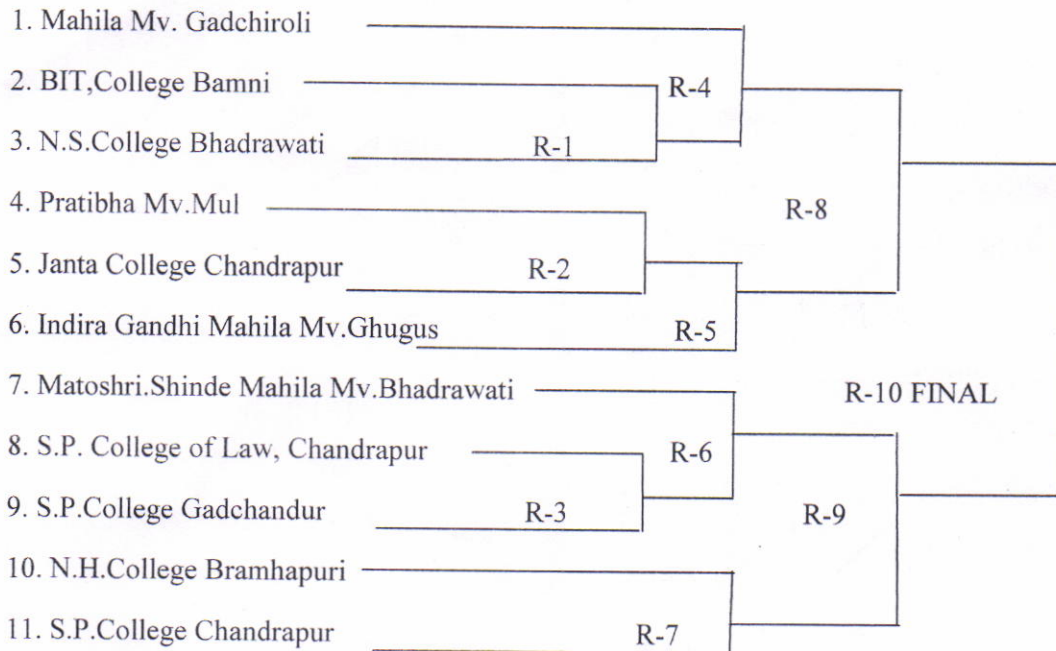 1. Mahila Mv. Gadchiroli
2. BIT,College Bamni
R-4
3. N.S.College Bhadrawati
R-1
4. Pratibha Mv.Mul
R-8
5. Janta College Chandrapur
R-2
6. Indira Gandhi Mahila Mv.Ghugus
R-5
7. Matoshri.Shinde Mahila Mv.Bhadrawati
R-10 FINAL
8. S.P. College of Law, Chandrapur
R-6
9. S.P.College Gadchandur
R-3
R-9
10. N.H.College Bramhapuri
11. S.P.College Chandrapur
R-7